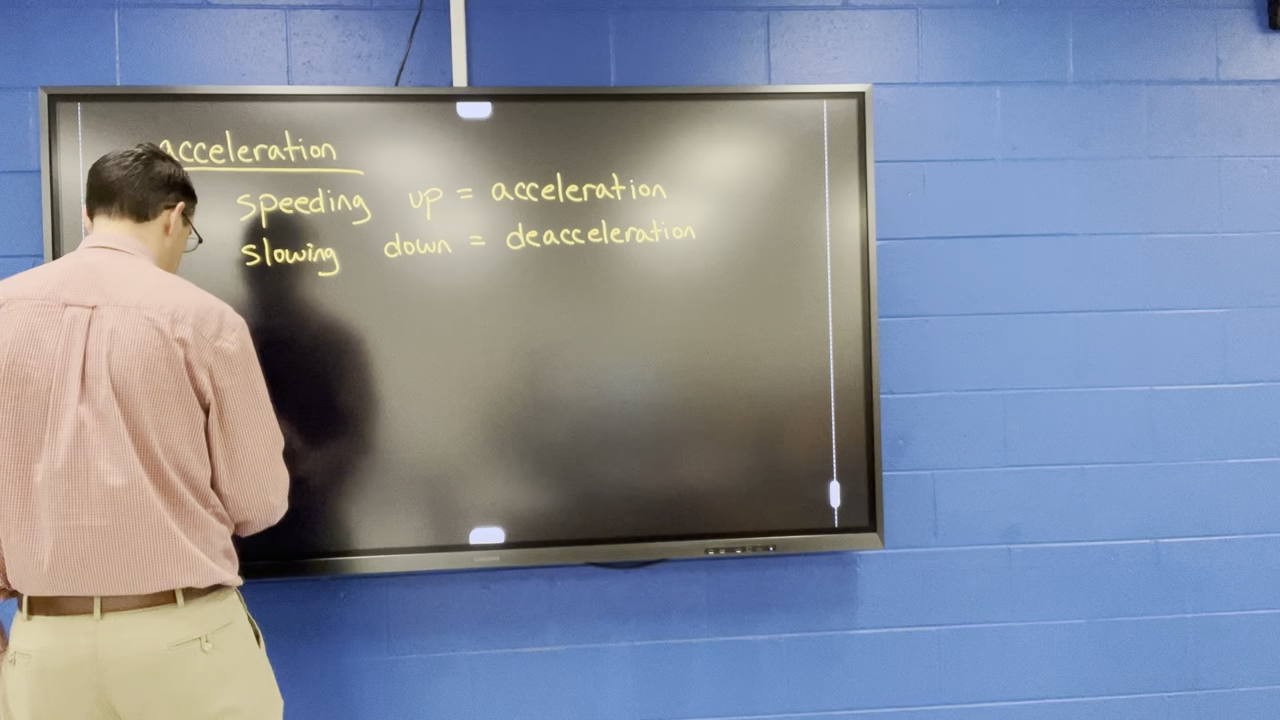 acceleration
speeding up = acceleration
slowing down = deacceleration